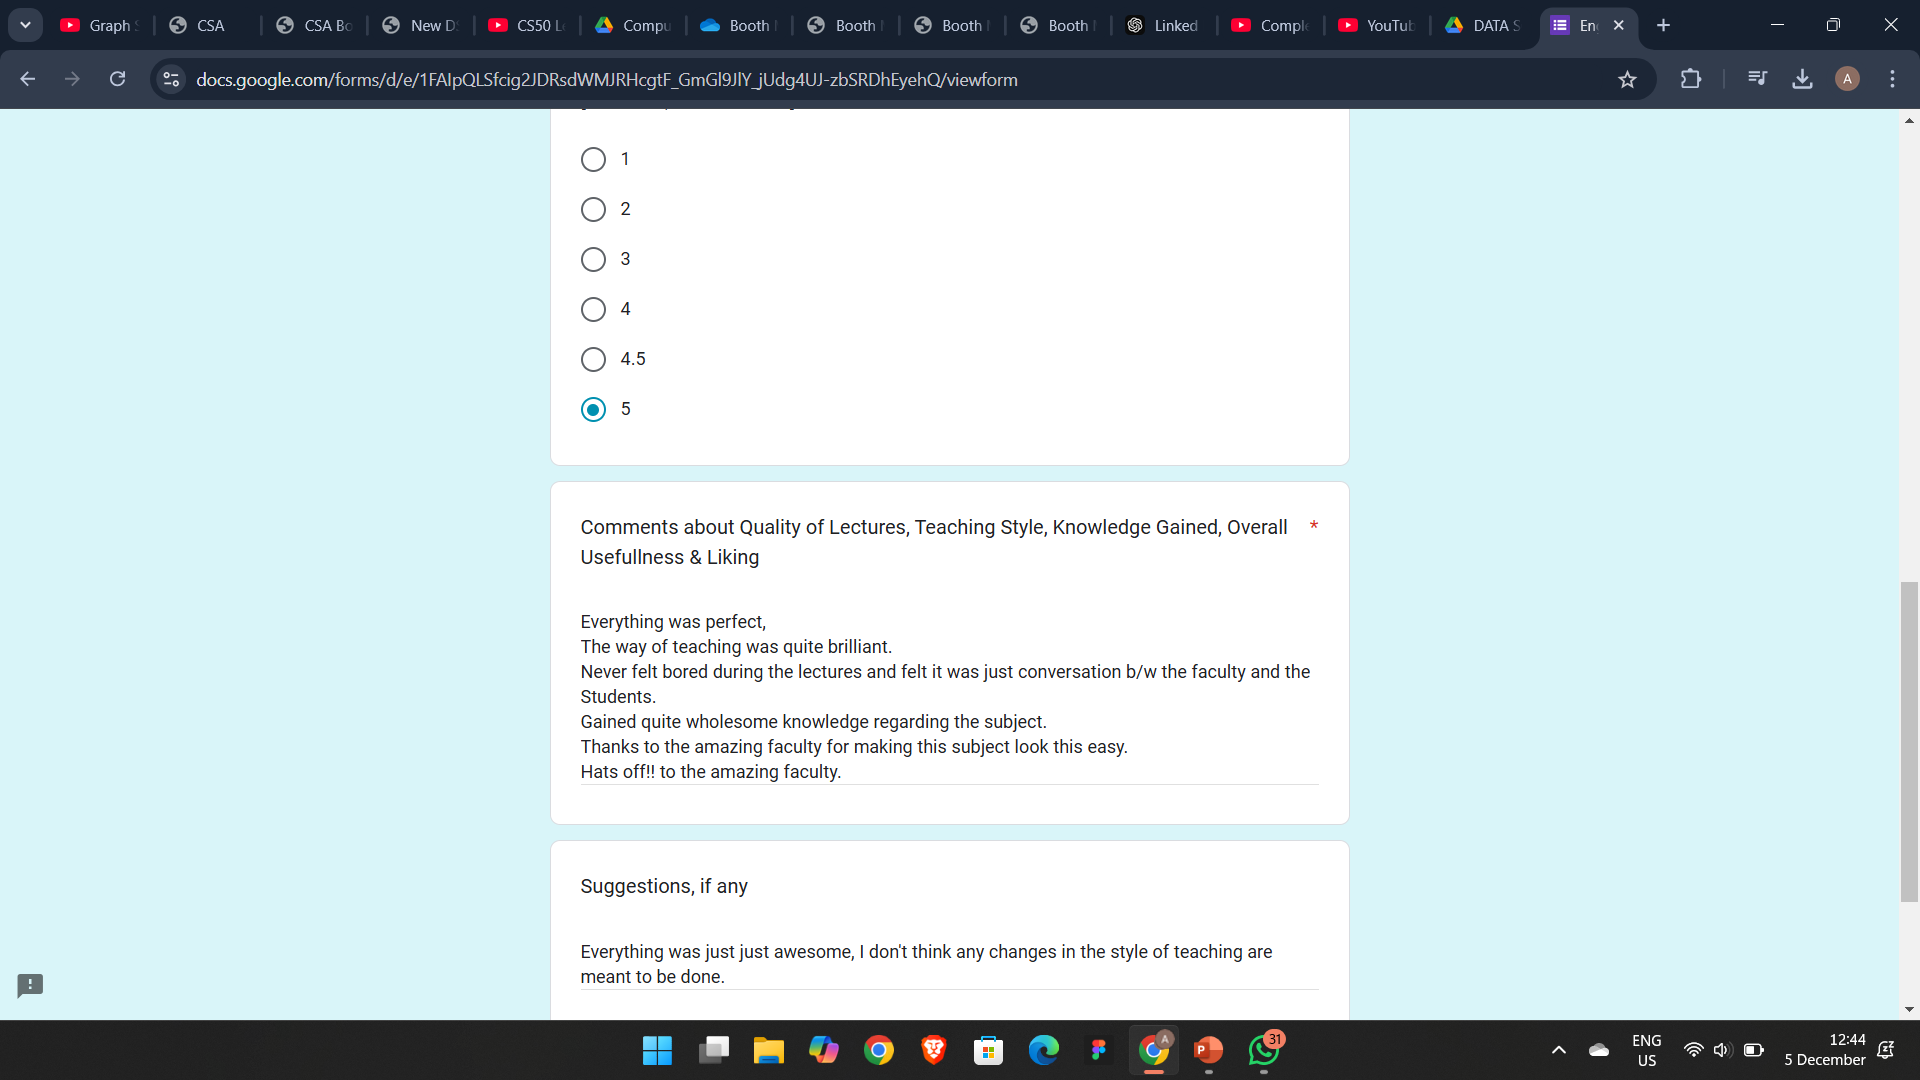 Graph
CSA
CSA Bo
New D
CS50 L
Compu
Booth
Booth
Booth
Booth
Linked
Comple
YouTub
DATA S
En
docs.google.com/forms/d/e/1FAIpQLSfcig2JDRsdWMJRHcgtF_GmGl9JlY_jUdg4UJ-zbSRDhEyehQ/viewform
A
1
2
3
4
4.5
5
Comments about Quality of Lectures, Teaching Style, Knowledge Gained, Overall *
Usefullness & Liking
Everything was perfect,
The way of teaching was quite brilliant.
Never felt bored during the lectures and felt it was just conversation b/w the faculty and the
Students.
Gained quite wholesome knowledge regarding the subject.
Thanks to the amazing faculty for making this subject look this easy.
Hats off!! to the amazing faculty.
Suggestions, if any
Everything was just just awesome, I don't think any changes in the style of teaching are
meant to be done.
A
P
31
ENG
US
12:44
5 December